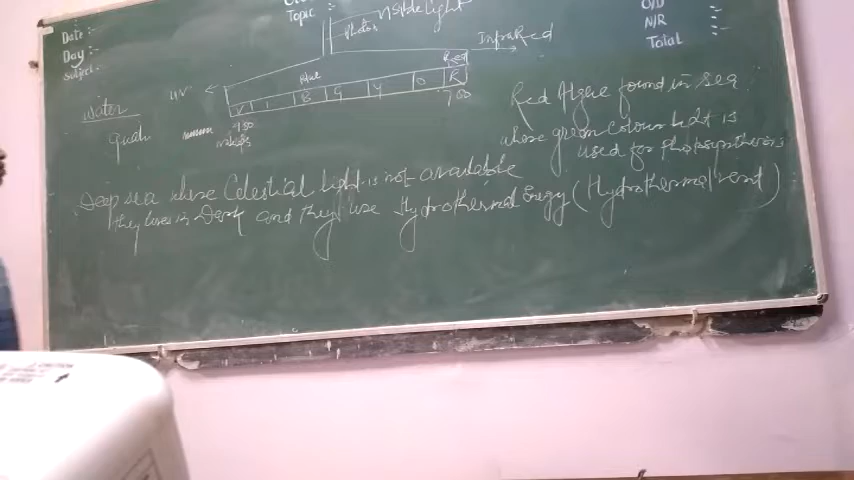 Topic :
Visible Light
Photos
Date :-
Day :-
Subject :-
O/D :-
N/R :-
Total :-
InfraRed
Red
UV
Blue
V I B G Y O R
700
Water
Red Algae found in sea
where green Colour Light is
used for Photosynthesis
Deep sea where Celestial light is not available
they lives in Dark and they use Hydrothermal Energy (Hydrothermal vent)